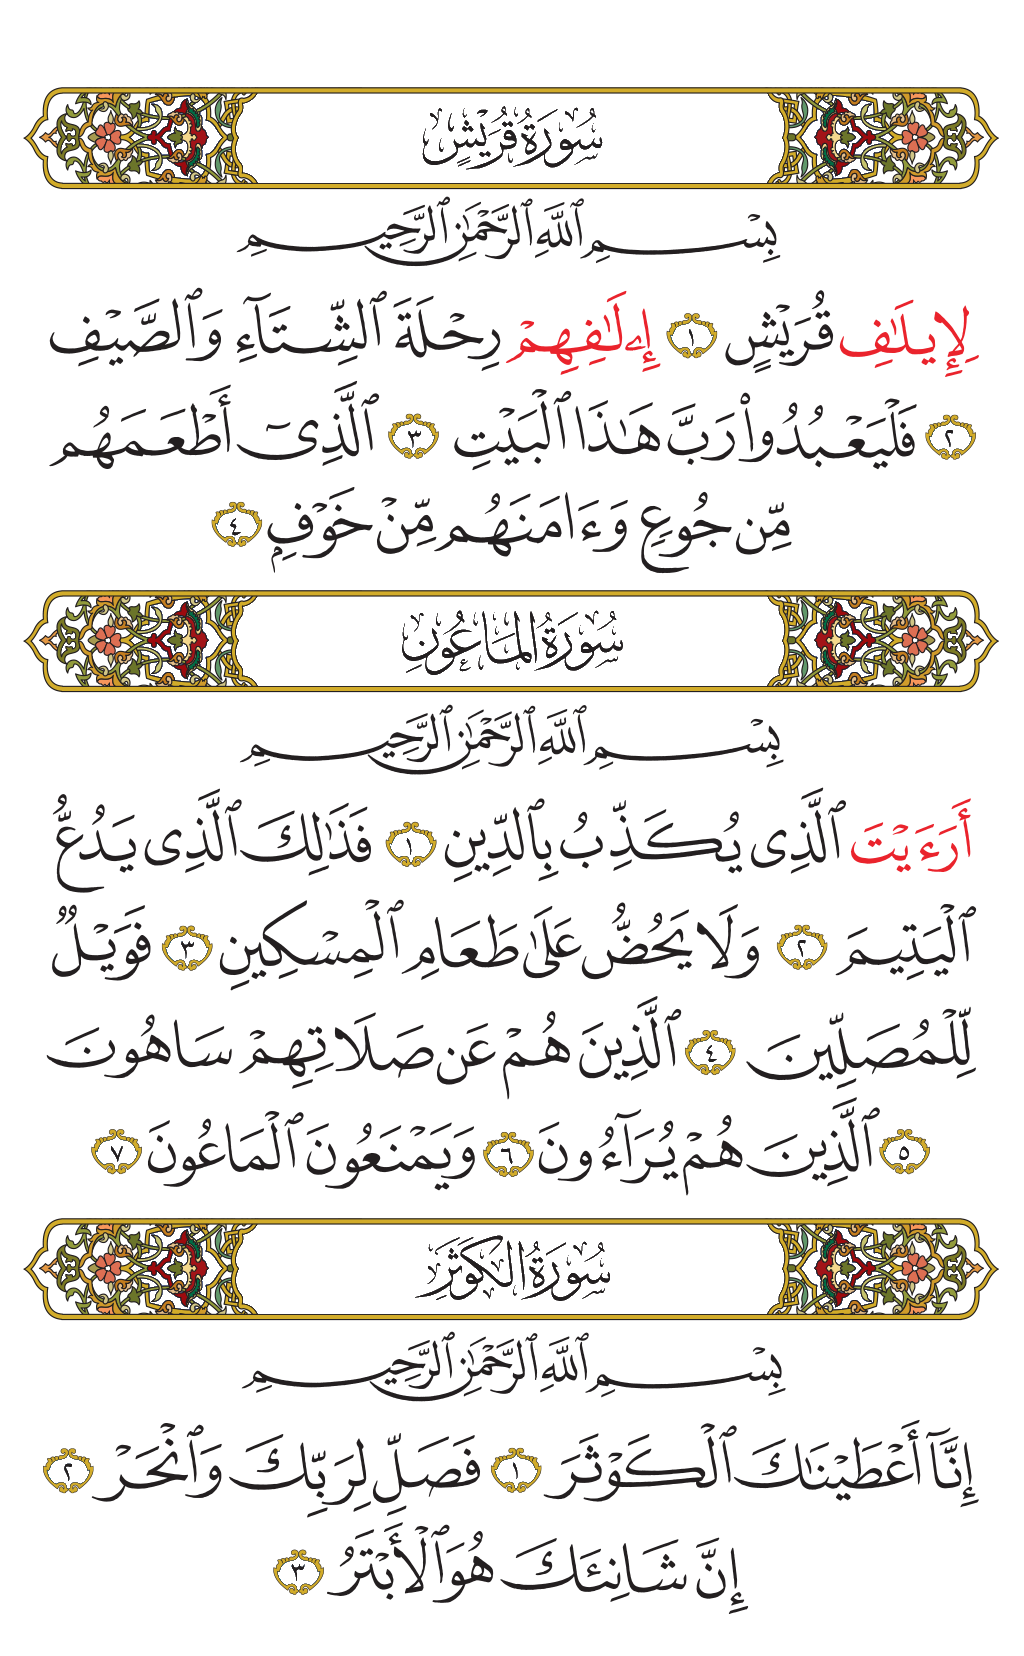 سُورَةُ قُرَيْشٍ
بِسْمِ ٱللَّهِ ٱلرَّحْمَٰنِ ٱلرَّحِيمِ
لِإِيلَٰفِ قُرَيْشٍ ١ إِۦلَٰفِهِمْ رِحْلَةَ ٱلشِّتَآءِ وَٱلصَّيْفِ
٢ فَلْيَعْبُدُوا۟ رَبَّ هَٰذَا ٱلْبَيْتِ ٣ ٱلَّذِىٓ أَطْعَمَهُم
مِّن جُوعٍ وَءَامَنَهُم مِّنْ خَوْفٍۭ ٤
سُورَةُ المَاعُونِ
بِسْمِ ٱللَّهِ ٱلرَّحْمَٰنِ ٱلرَّحِيمِ
أَرَءَيْتَ ٱلَّذِى يُكَذِّبُ بِٱلدِّينِ ١ فَذَٰلِكَ ٱلَّذِى يَدُعُّ
ٱلْيَتِيمَ ٢ وَلَا يَحُضُّ عَلَىٰ طَعَامِ ٱلْمِسْكِينِ ٣ فَوَيْلٌ
لِّلْمُصَلِّينَ ٤ ٱلَّذِينَ هُمْ عَن صَلَاتِهِمْ سَاهُونَ
٥ ٱلَّذِينَ هُمْ يُرَآءُونَ ٦ وَيَمْنَعُونَ ٱلْمَاعُونَ ٧
سُورَةُ الكَوْثَرِ
بِسْمِ ٱللَّهِ ٱلرَّحْمَٰنِ ٱلرَّحِيمِ
إِنَّآ أَعْطَيْنَٰكَ ٱلْكَوْثَرَ ١ فَصَلِّ لِرَبِّكَ وَٱنْحَرْ ٢
إِنَّ شَانِئَكَ هُوَ ٱلْأَبْتَرُ ٣